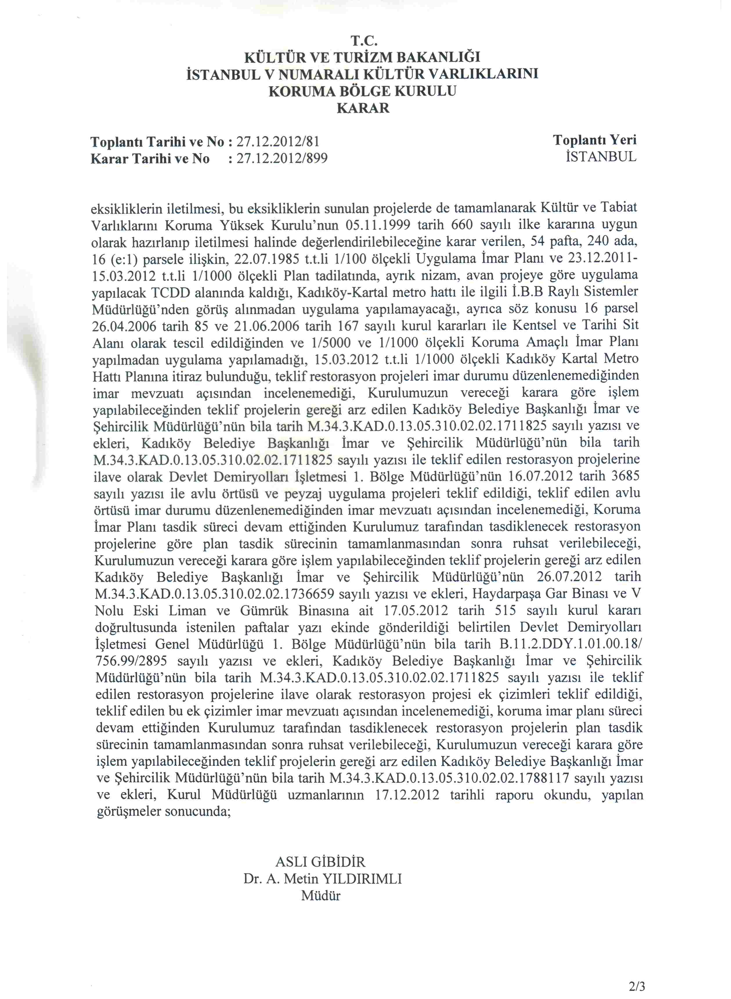 T.C.
KÜLTÜR VE TURİZM BAKANLIĞI
İSTANBUL V NUMARALI KÜLTÜR VARLIKLARINI
KORUMA BÖLGE KURULU
KARAR
Toplantı Tarihi ve No : 27.12.2012/81
Toplantı Yeri
Karar Tarihi ve No : 27.12.2012/899
İSTANBUL
eksikliklerin iletilmesi, bu eksikliklerin sunulan projelerde de tamamlanarak Kültür ve Tabiat
Varlıklarını Koruma Yüksek Kurulu'nun 05.11.1999 tarih 660 sayılı ilke kararına uygun
olarak hazırlanıp iletilmesi halinde değerlendirilebileceğine karar verilen, 54 pafta, 240 ada,
16 (e:1) parsele ilişkin, 22.07.1985 t.t.li 1/100 ölçekli Uygulama İmar Planı ve 23.12.2011-
15.03.2012 t.t.li 1/1000 ölçekli Plan tadilatında, ayrık nizam, avan projeye göre uygulama
yapılacak TCDD alanında kaldığı, Kadıköy-Kartal metro hattı ile ilgili İ.B.B Raylı Sistemler
Müdürlüğü'nden görüş alınmadan uygulama yapılamayacağı, ayrıca söz konusu 16 parsel
26.04.2006 tarih 85 ve 21.06.2006 tarih 167 sayılı kurul kararları ile Kentsel ve Tarihi Sit
Alanı olarak tescil edildiğinden ve 1/5000 ve 1/1000 ölçekli Koruma Amaçlı İmar Planı
yapılmadan uygulama yapılamadığı, 15.03.2012 t.t.li 1/1000 ölçekli Kadıköy Kartal Metro
Hattı Planına itiraz bulunduğu, teklif restorasyon projeleri imar durumu düzenlenemediğinden
imar mevzuatı açısından incelenemediği, Kurulumuzun vereceği karara göre işlem
yapılabileceğinden teklif projelerin gereği arz edilen Kadıköy Belediye Başkanlığı İmar ve
Şehircilik Müdürlüğü'nün bila tarih M.34.3.KAD.0.13.05.310.02.02.1711825 sayılı yazısı ve
ekleri, Kadıköy Belediye Başkanlığı İmar ve Şehircilik Müdürlüğü'nün bila tarih
M.34.3.KAD.0.13.05.310.02.02.1711825 sayılı yazısı ile teklif edilen restorasyon projelerine
ilave olarak Devlet Demiryolları İşletmesi 1. Bölge Müdürlüğü'nün 16.07.2012 tarih 3685
sayılı yazısı ile avlu örtüsü ve peyzaj uygulama projeleri teklif edildiği, teklif edilen avlu
örtüsü imar durumu düzenlenemediğinden imar mevzuatı açısından incelenemediği, Koruma
İmar Planı tasdik süreci devam ettiğinden Kurulumuz tarafından tasdiklenecek restorasyon
projelerine göre plan tasdik sürecinin tamamlanmasından sonra ruhsat verilebileceği,
Kurulumuzun vereceği karara göre işlem yapılabileceğinden teklif projelerin gereği arz edilen
Kadıköy Belediye Başkanlığı İmar ve Şehircilik Müdürlüğü'nün 26.07.2012 tarih
M.34.3.KAD.0.13.05.310.02.02.1736659 sayılı yazısı ve ekleri, Haydarpaşa Gar Binası ve V
Nolu Eski Liman ve Gümrük Binasına ait 17.05.2012 tarih 515 sayılı kurul kararı
doğrultusunda istenilen paftalar yazı ekinde gönderildiği belirtilen Devlet Demiryolları
İşletmesi Genel Müdürlüğü 1. Bölge Müdürlüğü'nün bila tarih B.11.2.DDY.1.01.00.18/
756.99/2895 sayılı yazısı ve ekleri, Kadıköy Belediye Başkanlığı İmar ve Şehircilik
Müdürlüğü'nün bila tarih M.34.3.KAD.0.13.05.310.02.02.1711825 sayılı yazısı ile teklif
edilen restorasyon projelerine ilave olarak restorasyon projesi ek çizimleri teklif edildiği,
teklif edilen bu ek çizimler imar mevzuatı açısından incelenemediği, koruma imar planı süreci
devam ettiğinden Kurulumuz tarafından tasdiklenecek restorasyon projelerin plan tasdik
sürecinin tamamlanmasından sonra ruhsat verilebileceği, Kurulumuzun vereceği karara göre
işlem yapılabileceğinden teklif projelerin gereği arz edilen Kadıköy Belediye Başkanlığı İmar
ve Şehircilik Müdürlüğü'nün bila tarih M.34.3.KAD.0.13.05.310.02.02.1788117 sayılı yazısı
ve ekleri, Kurul Müdürlüğü uzmanlarının 17.12.2012 tarihli raporu okundu, yapılan
görüşmeler sonucunda;
ASLI GİBİDİR
Dr. A. Metin YILDIRIMLI
Müdür
2/3